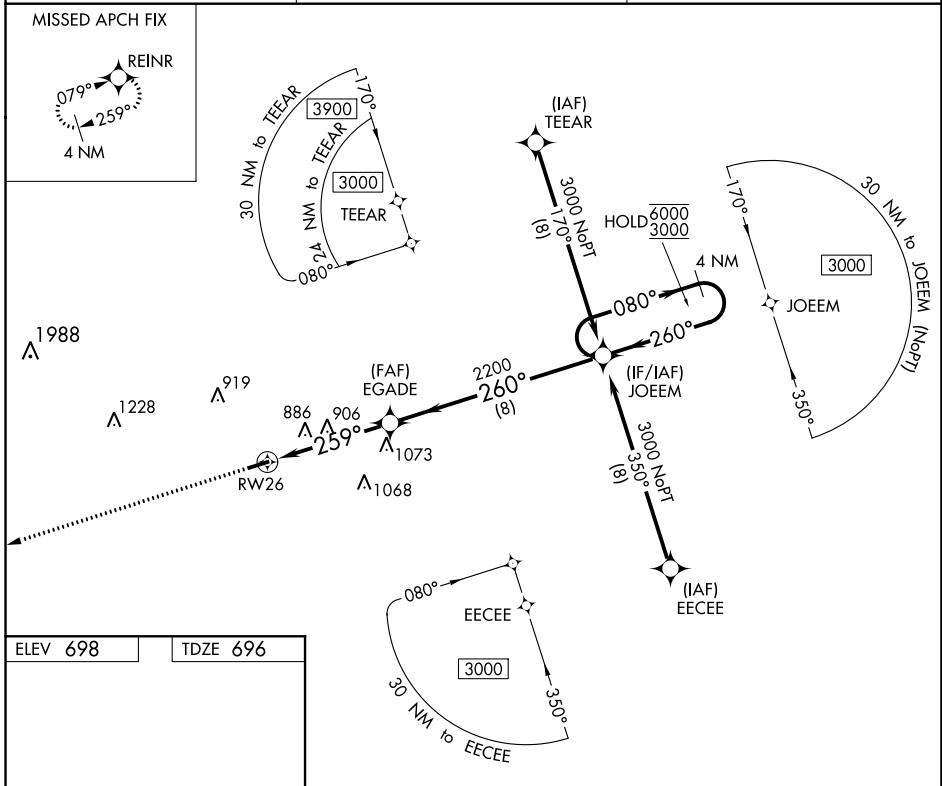 MISSED APCH FIX
REINR
079°
259°
4 NM
30 NM to TEEAR
3900
170°
24 NM to TEEAR
3000
TEEAR
080°
(IAF)
TEEAR
3000 NoPT
170°
(8)
HOLD 6000
3000
4 NM
080°
260°
170°
30 NM to JOEEM (NoPT)
3000
JOEEM
350°
(IF/IAF)
JOEEM
2200
260°
(8)
(FAF)
EGADE
1988
1228
919
886
906
259°
1073
1068
RW26
3000 NoPT
350°
(8)
(IAF)
EECEE
080°
EECEE
3000
350°
30 NM to EECEE
ELEV 698
TDZE 696